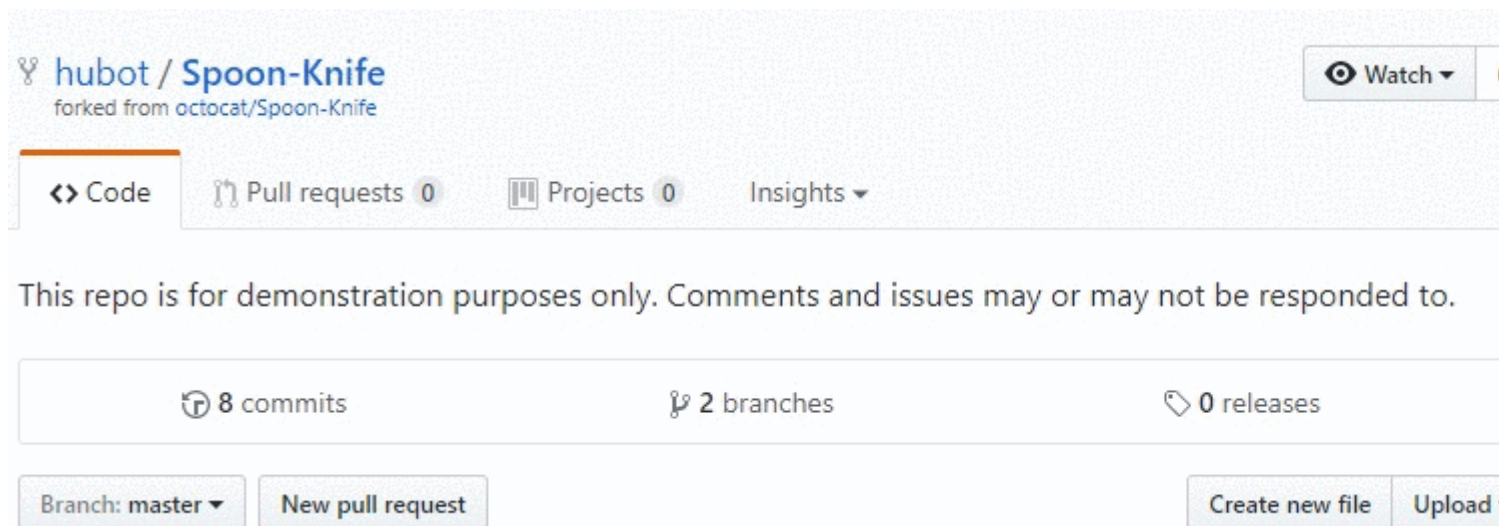 hubot / Spoon-Knife
Watch
forked from octocat/Spoon-Knife
Code Pull requests 0 Projects 0 Insights
This repo is for demonstration purposes only. Comments and issues may or may not be responded to.
8 commits 2 branches 0 releases
Branch: master New pull request Create new file Upload